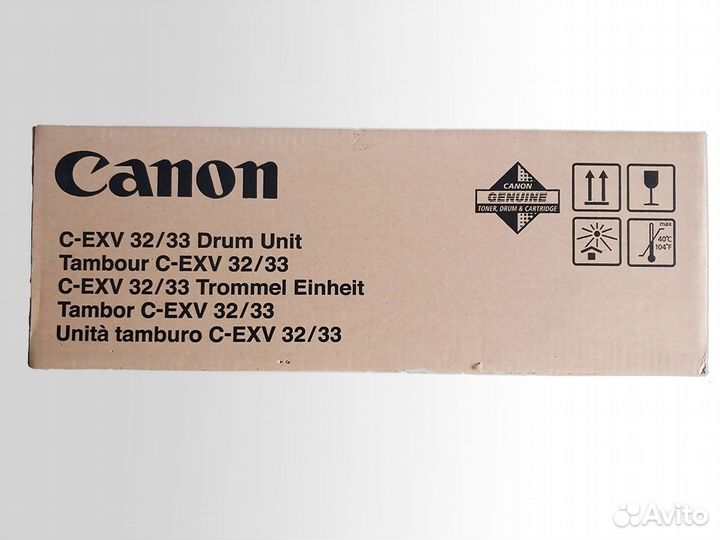 Canon
C-EXV 32/33 Drum Unit
Tambour C-EXV 32/33
C-EXV 32/33 Trommel Einheit
Tambor C-EXV 32/33
Unità tamburo C-EXV 32/33
CANON
GENUINE
TONER, DRUM & CARTRIDGE
max
40°C
104°F
Avito